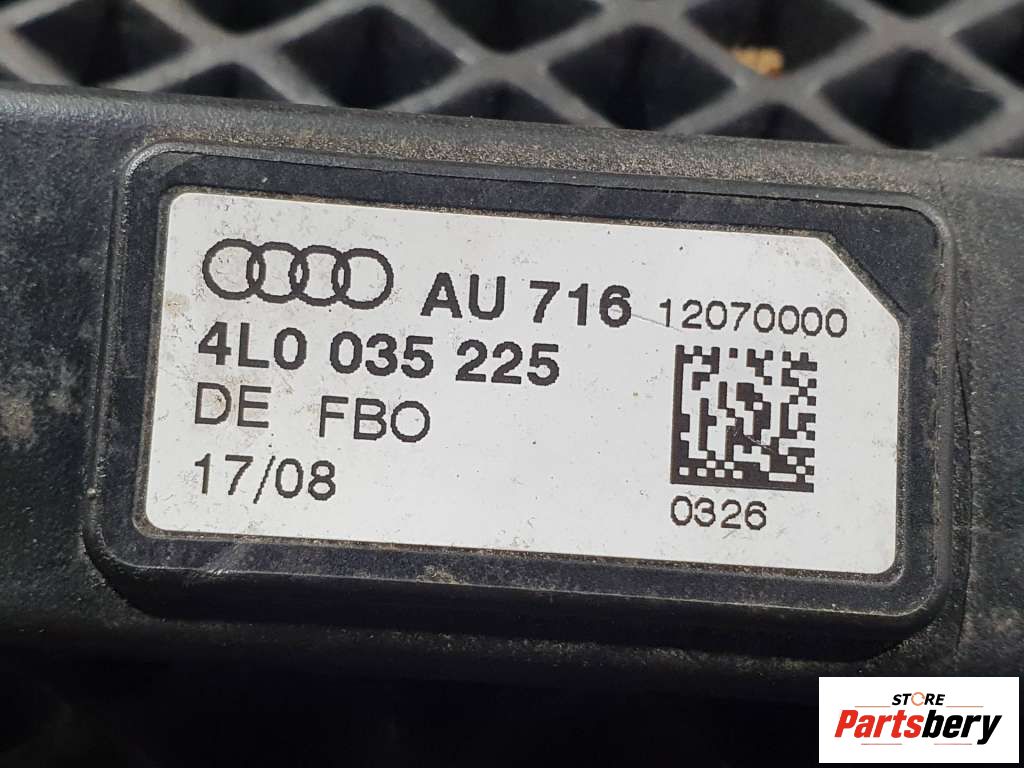 AU 716 12070000
4L0 035 225
DE FBO
17/08
0326
STORE
Partsbery